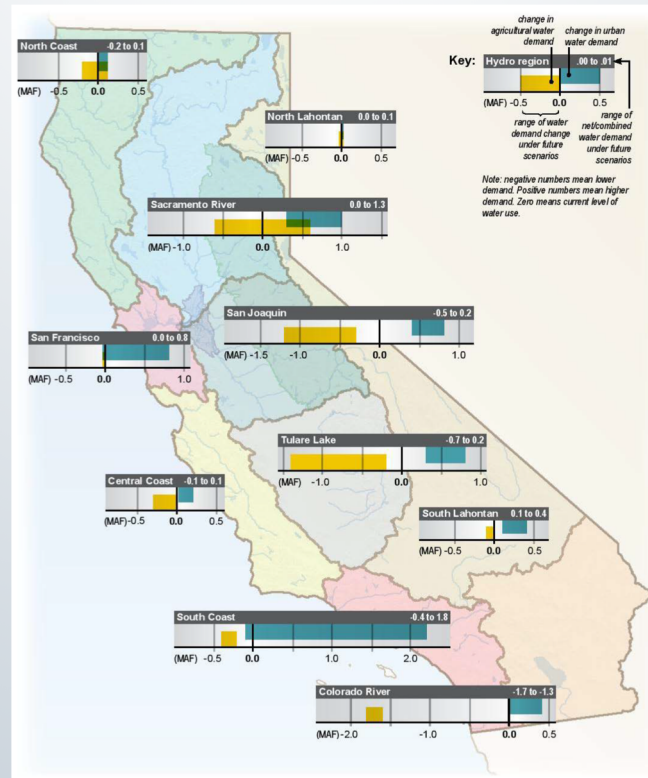 North Coast -0.2 to 0.1
(MAF) -0.5 0.0 0.5
change in
agricultural water
demand
change in urban
water demand
Key:
Hydro region .00 to .01
(MAF) -0.5 0.0 0.5
range of water
demand change
under future
scenarios
range of
net/combined
water demand
under future
scenarios
Note: negative numbers mean lower
demand. Positive numbers mean higher
demand. Zero means current level of
water use.
North Lahontan 0.0 to 0.1
(MAF) -0.5 0.0 0.5
Sacramento River 0.0 to 1.3
(MAF) -1.0 0.0 1.0
San Joaquin -0.5 to 0.2
(MAF) -1.5 -1.0 0.0 1.0
San Francisco 0.0 to 0.8
(MAF) -0.5 0.0 1.0
Tulare Lake -0.7 to 0.2
(MAF) -1.0 0.0 1.0
Central Coast -0.1 to 0.1
(MAF) -0.5 0.0 0.5
South Lahontan 0.1 to 0.4
(MAF) -0.5 0.0 0.5
South Coast -0.4 to 1.8
(MAF) -0.5 0.0 1.0 2.0
Colorado River -1.7 to -1.3
(MAF) -2.0 -1.0 0.0 0.5